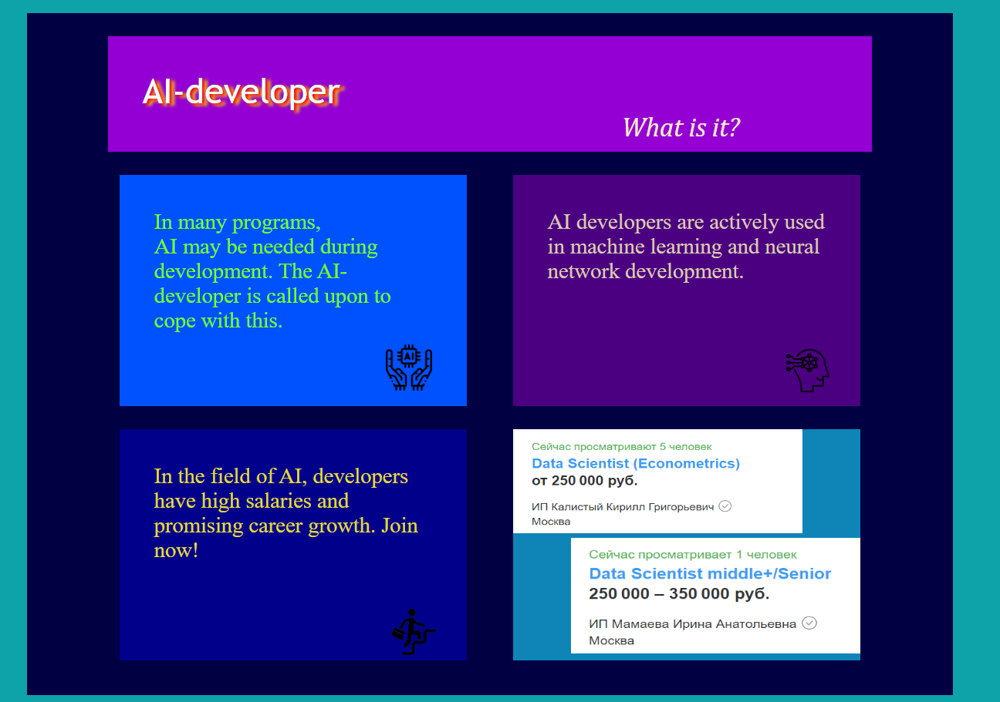 AI-developer
What is it?
In many programs,
AI may be needed during
development. The AI-
developer is called upon to
cope with this.
AI
AI developers are actively used
in machine learning and neural
network development.
In the field of AI, developers
have high salaries and
promising career growth. Join
now!
Сейчас просматривают 5 человек
Data Scientist (Econometrics)
от 250 000 руб.
ИП Калистый Кирилл Григорьевич
Москва
Сейчас просматривает 1 человек
Data Scientist middle+/Senior
250 000 – 350 000 руб.
ИП Мамаева Ирина Анатольевна
Москва